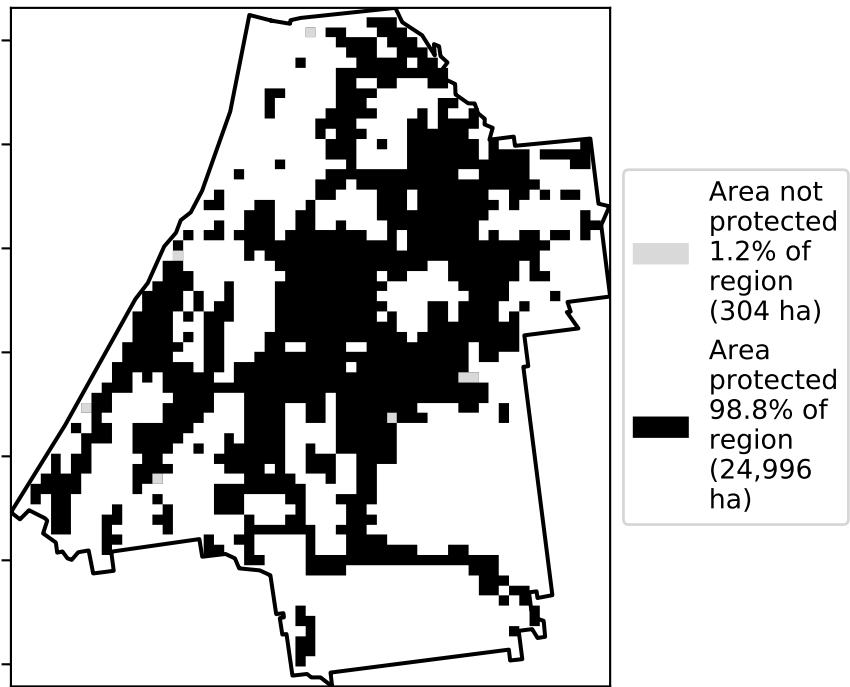 Area not
protected
1.2% of
region
(304 ha)
Area
protected
98.8% of
region
(24,996
ha)